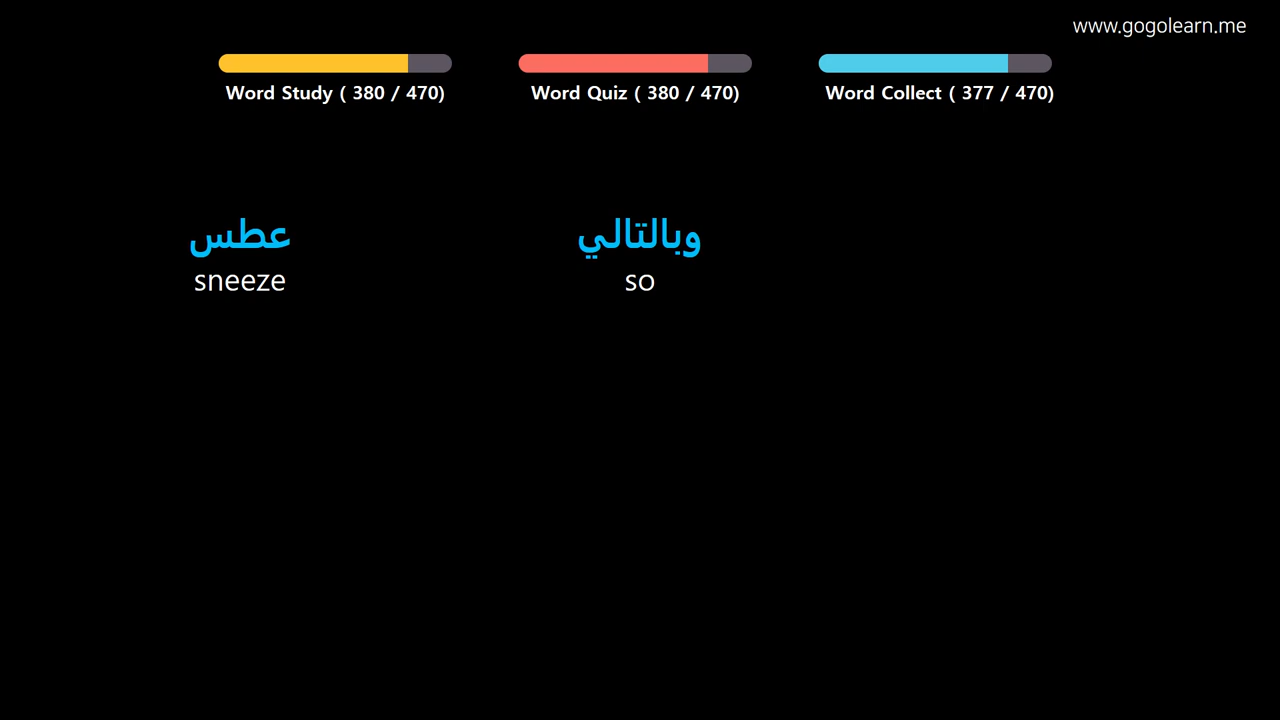 www.gogolearn.me
Word Study ( 380 / 470)
Word Quiz ( 380 / 470)
Word Collect ( 377 / 470)
عطس
sneeze
وبالتالي
so